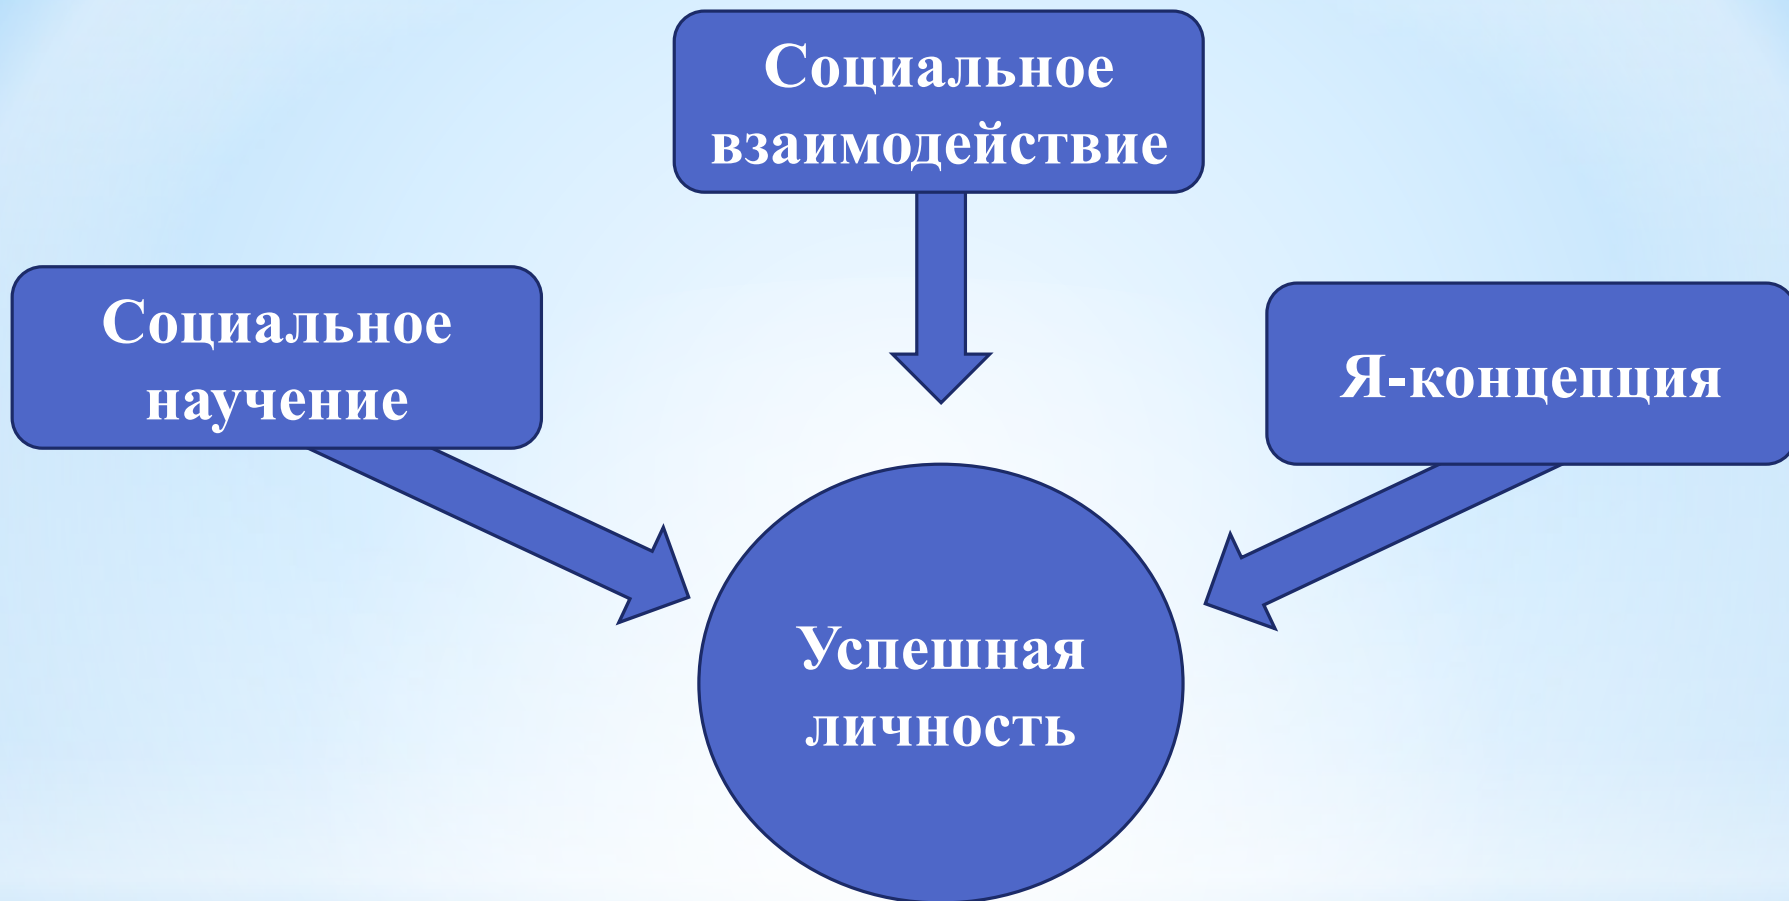 Социальное
взаимодействие
Социальное
научение
Я-концепция
Успешная
личность